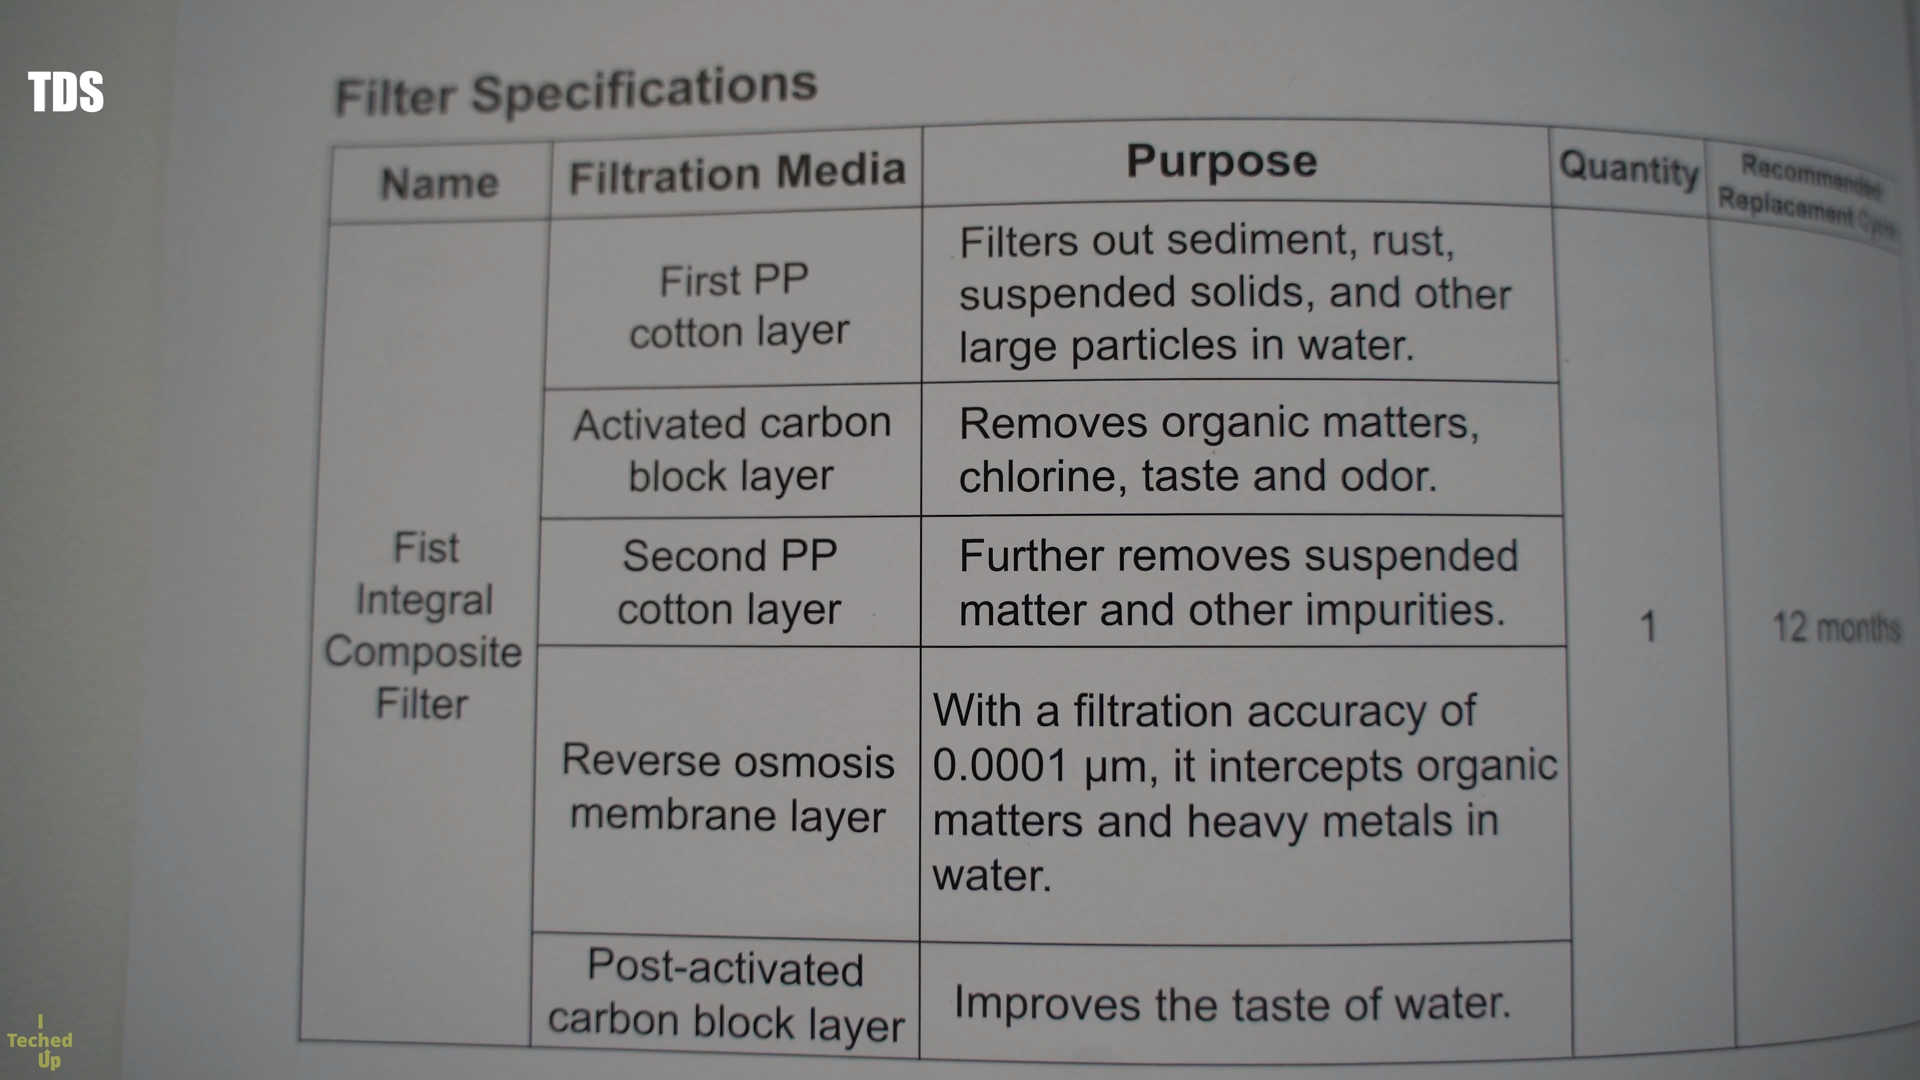 TDS
Filter Specifications
Name
Filtration Media
Purpose
Quantity
Recommended
Replacement Cycle
Fist
Integral
Composite
Filter
First PP
cotton layer
Filters out sediment, rust,
suspended solids, and other
large particles in water.
Activated carbon
block layer
Removes organic matters,
chlorine, taste and odor.
Second PP
cotton layer
Further removes suspended
matter and other impurities.
Reverse osmosis
membrane layer
With a filtration accuracy of
0.0001 µm, it intercepts organic
matters and heavy metals in
water.
Post-activated
carbon block layer
Improves the taste of water.
1
12 months
I
Teched
Up